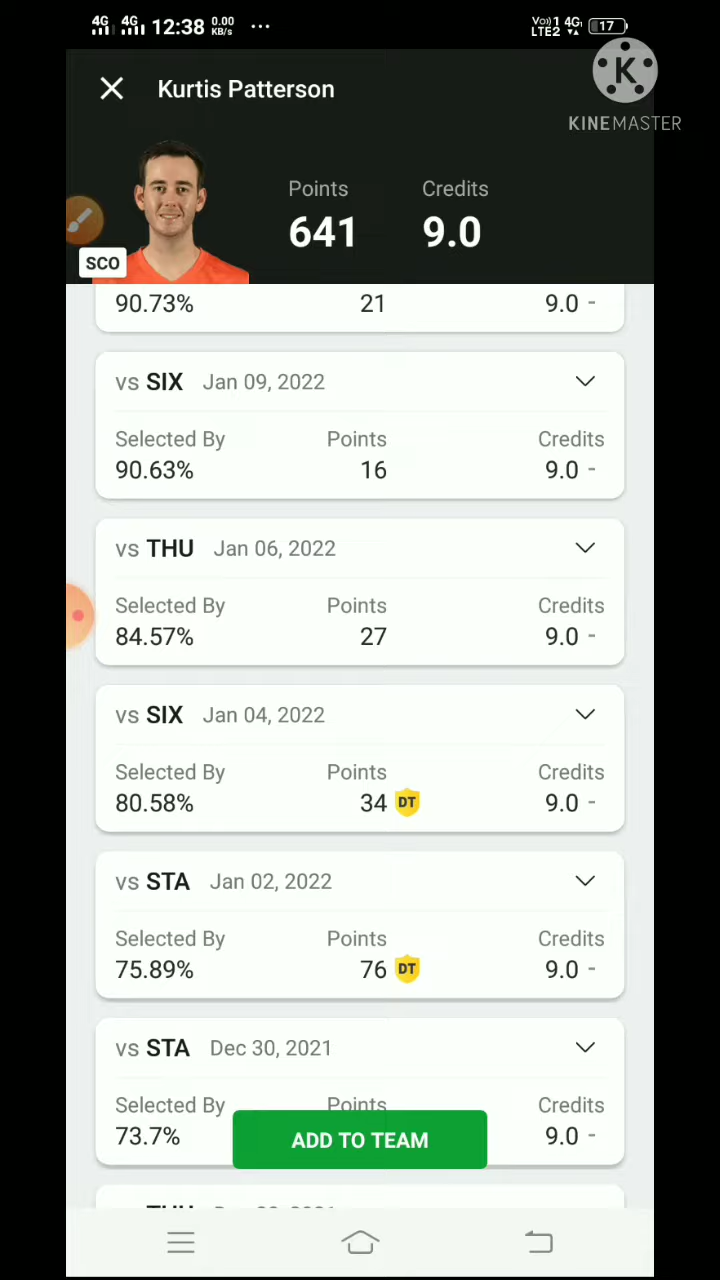 4G 4G 12:38 0.00 KB/s ... Vo)) 1 LTE2 4G 17
K
KINEMASTER
Kurtis Patterson
Points Credits
641 9.0
SCO
90.73% 21 9.0 -
vs SIX Jan 09, 2022
Selected By Points Credits
90.63% 16 9.0 -
vs THU Jan 06, 2022
Selected By Points Credits
84.57% 27 9.0 -
vs SIX Jan 04, 2022
Selected By Points Credits
80.58% 34 DT 9.0 -
vs STA Jan 02, 2022
Selected By Points Credits
75.89% 76 DT 9.0 -
vs STA Dec 30, 2021
Selected By Points Credits
73.7% 9.0 -
ADD TO TEAM